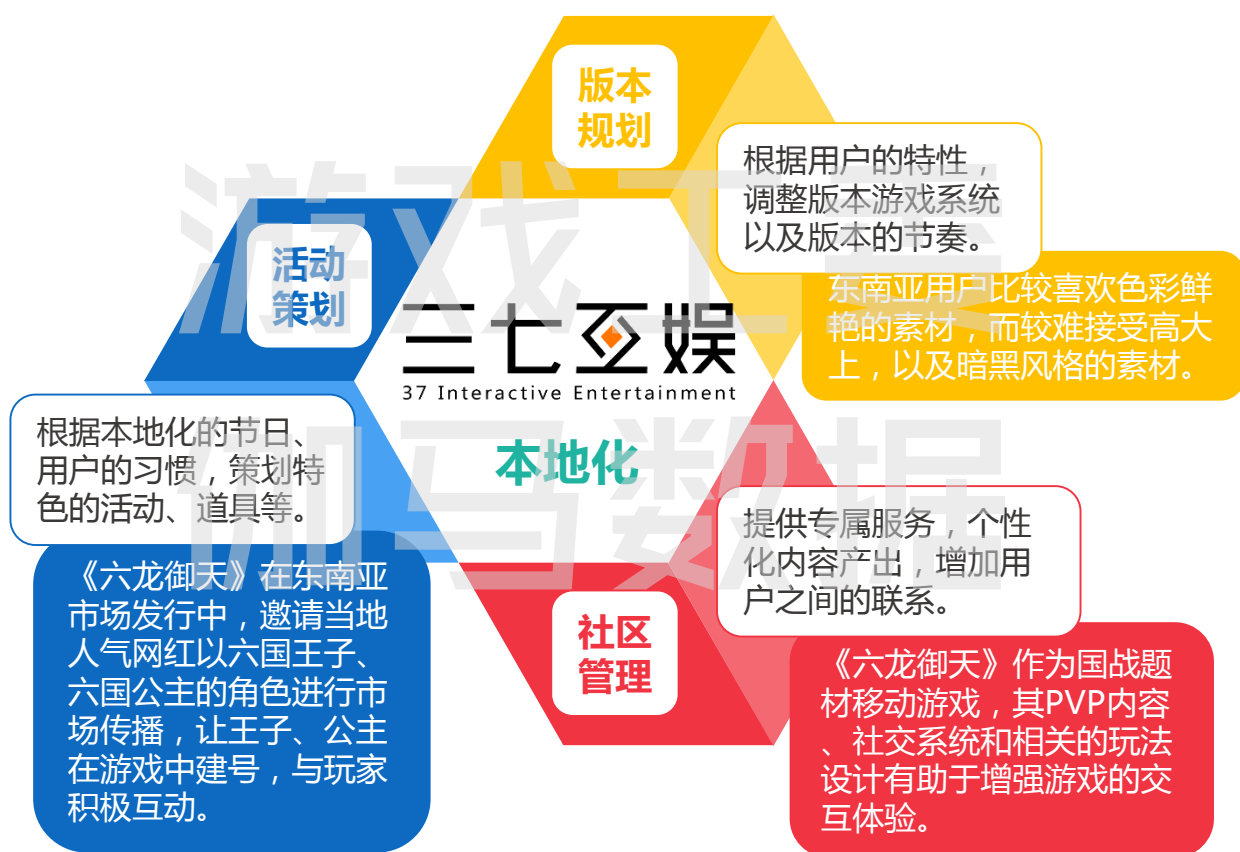 版本
规划
根据用户的特性，
调整版本游戏系统
以及版本的节奏。
东南亚用户比较喜欢色彩鲜
艳的素材，而较难接受高大
上，以及暗黑风格的素材。
活动
策划
根据本地化的节日、
用户的习惯，策划特
色的活动、道具等。
《六龙御天》在东南亚
市场发行中，邀请当地
人气网红以六国王子、
六国公主的角色进行市
场传播，让王子、公主
在游戏中建号，与玩家
积极互动。
三七互娱
37 Interactive Entertainment
本地化
提供专属服务，个性
化内容产出，增加用
户之间的联系。
社区
管理
《六龙御天》作为国战题
材移动游戏，其PVP内容
、社交系统和相关的玩法
设计有助于增强游戏的交
互体验。
游戏工委
伽马数据